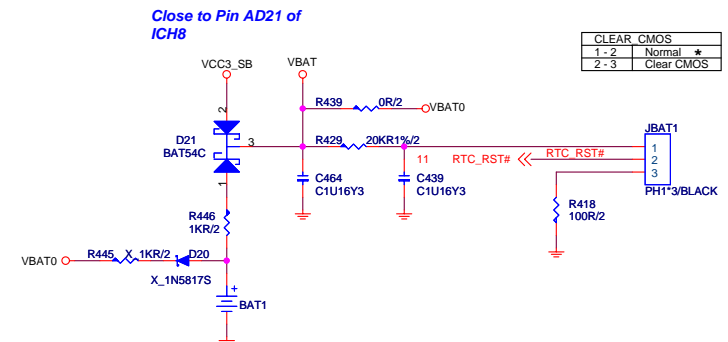 Close to Pin AD21 of
ICH8
CLEAR_CMOS
1 - 2 Normal *
2 - 3 Clear CMOS
VCC3_SB
VBAT
R439 0R/2
VBAT0
2
D21
BAT54C
3
R429 20KR1%/2
JBAT1
1
2
3
11 RTC_RST#
RTC_RST#
C464
C1U16Y3
C439
C1U16Y3
PH1*3/BLACK
1
R446
1KR/2
R418
100R/2
VBAT0
R445 X_1KR/2 D20
X_1N5817S
+
BAT1